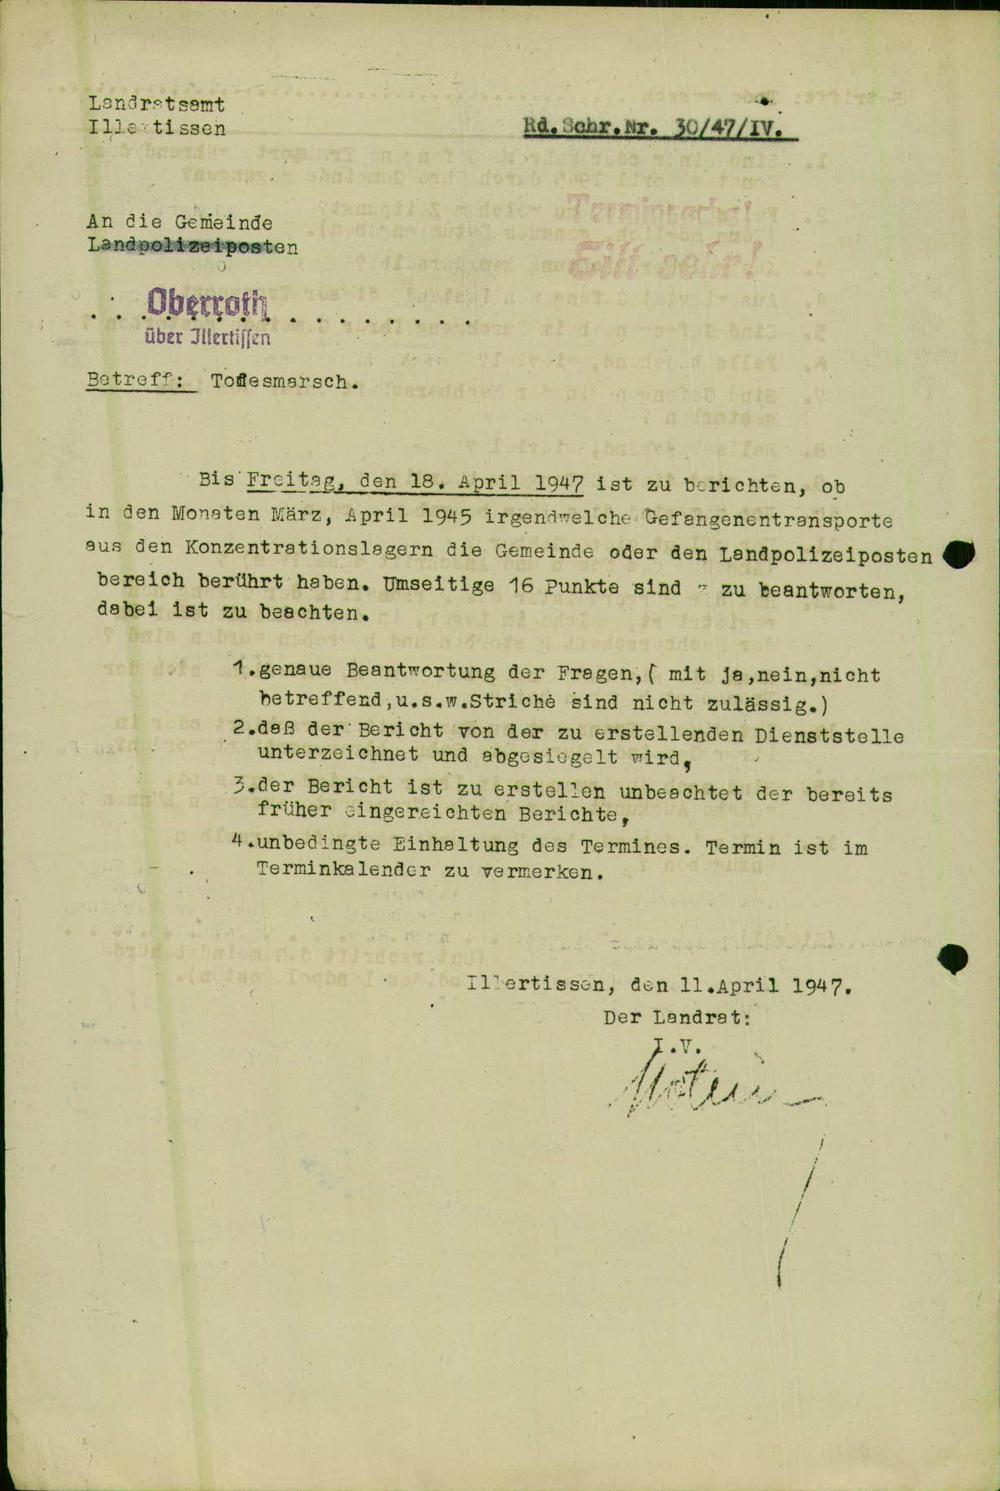 Landratsamt
Illertissen
Rd.Schr.Nr. 30/47/IV.
An die Gemeinde
Landpolizeiposten
Terminsache!
Eilt sehr!
Oberroth
über Illertissen
Betreff: Todesmarsch.
Bis Freitag, den 18. April 1947 ist zu berichten, ob
in den Monaten März, April 1945 irgendwelche Gefangenentransporte
aus den Konzentrationslagern die Gemeinde oder den Landpolizeiposten
bereich berührt haben. Umseitige 16 Punkte sind - zu beantworten,
dabei ist zu beachten.
1.genaue Beantwortung der Fragen,( mit ja,nein,nicht
betreffend,u.s.w.Striche sind nicht zulässig.)
2.daß der Bericht von der zu erstellenden Dienststelle
unterzeichnet und abgesiegelt wird,
3.der Bericht ist zu erstellen unbeachtet der bereits
früher eingereichten Berichte,
4.unbedingte Einhaltung des Termines. Termin ist im
Terminkalender zu vermerken.
Illertissen, den 11.April 1947.
Der Landrat:
I.V.